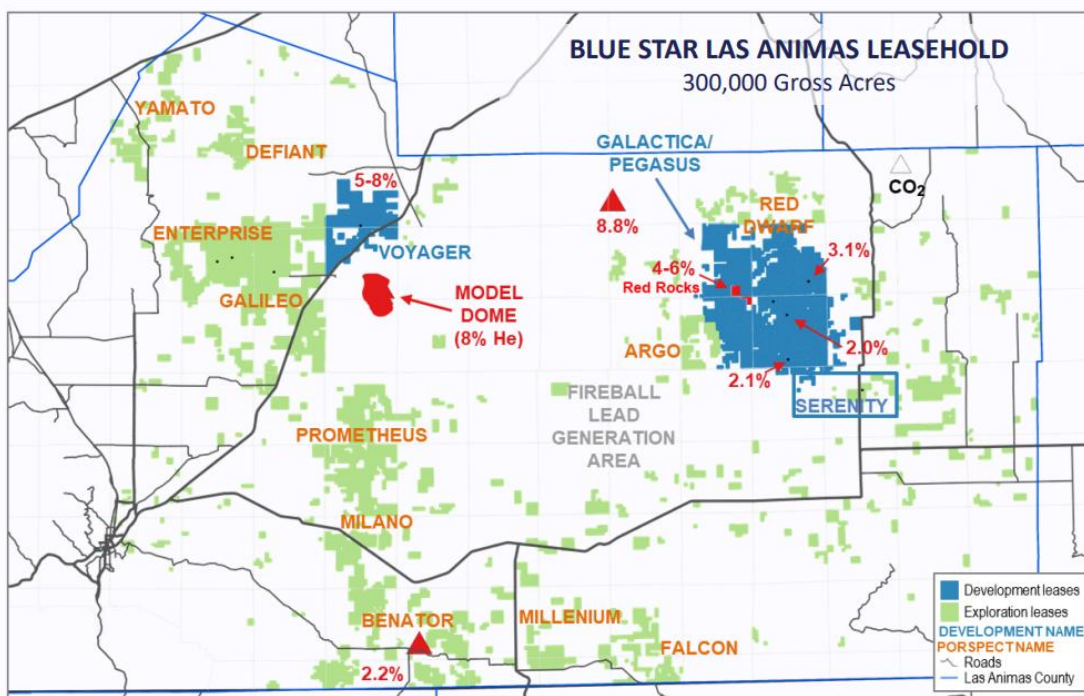 BLUE STAR LAS ANIMAS LEASEHOLD
300,000 Gross Acres
YAMATO
DEFIANT
GALACTICA/
PEGASUS
CO2
5-8%
8.8%
RED
DWARF
ENTERPRISE
VOYAGER
3.1%
4-6%
Red Rocks
GALILEO
MODEL
DOME
(8% He)
ARGO
2.0%
2.1%
FIREBALL
LEAD
GENERATION
AREA
SERENITY
PROMETHEUS
MILANO
BENATOR
2.2%
MILLENIUM
FALCON
Development leases
Exploration leases
DEVELOPMENT NAME
PORSPECT NAME
Roads
Las Animas County